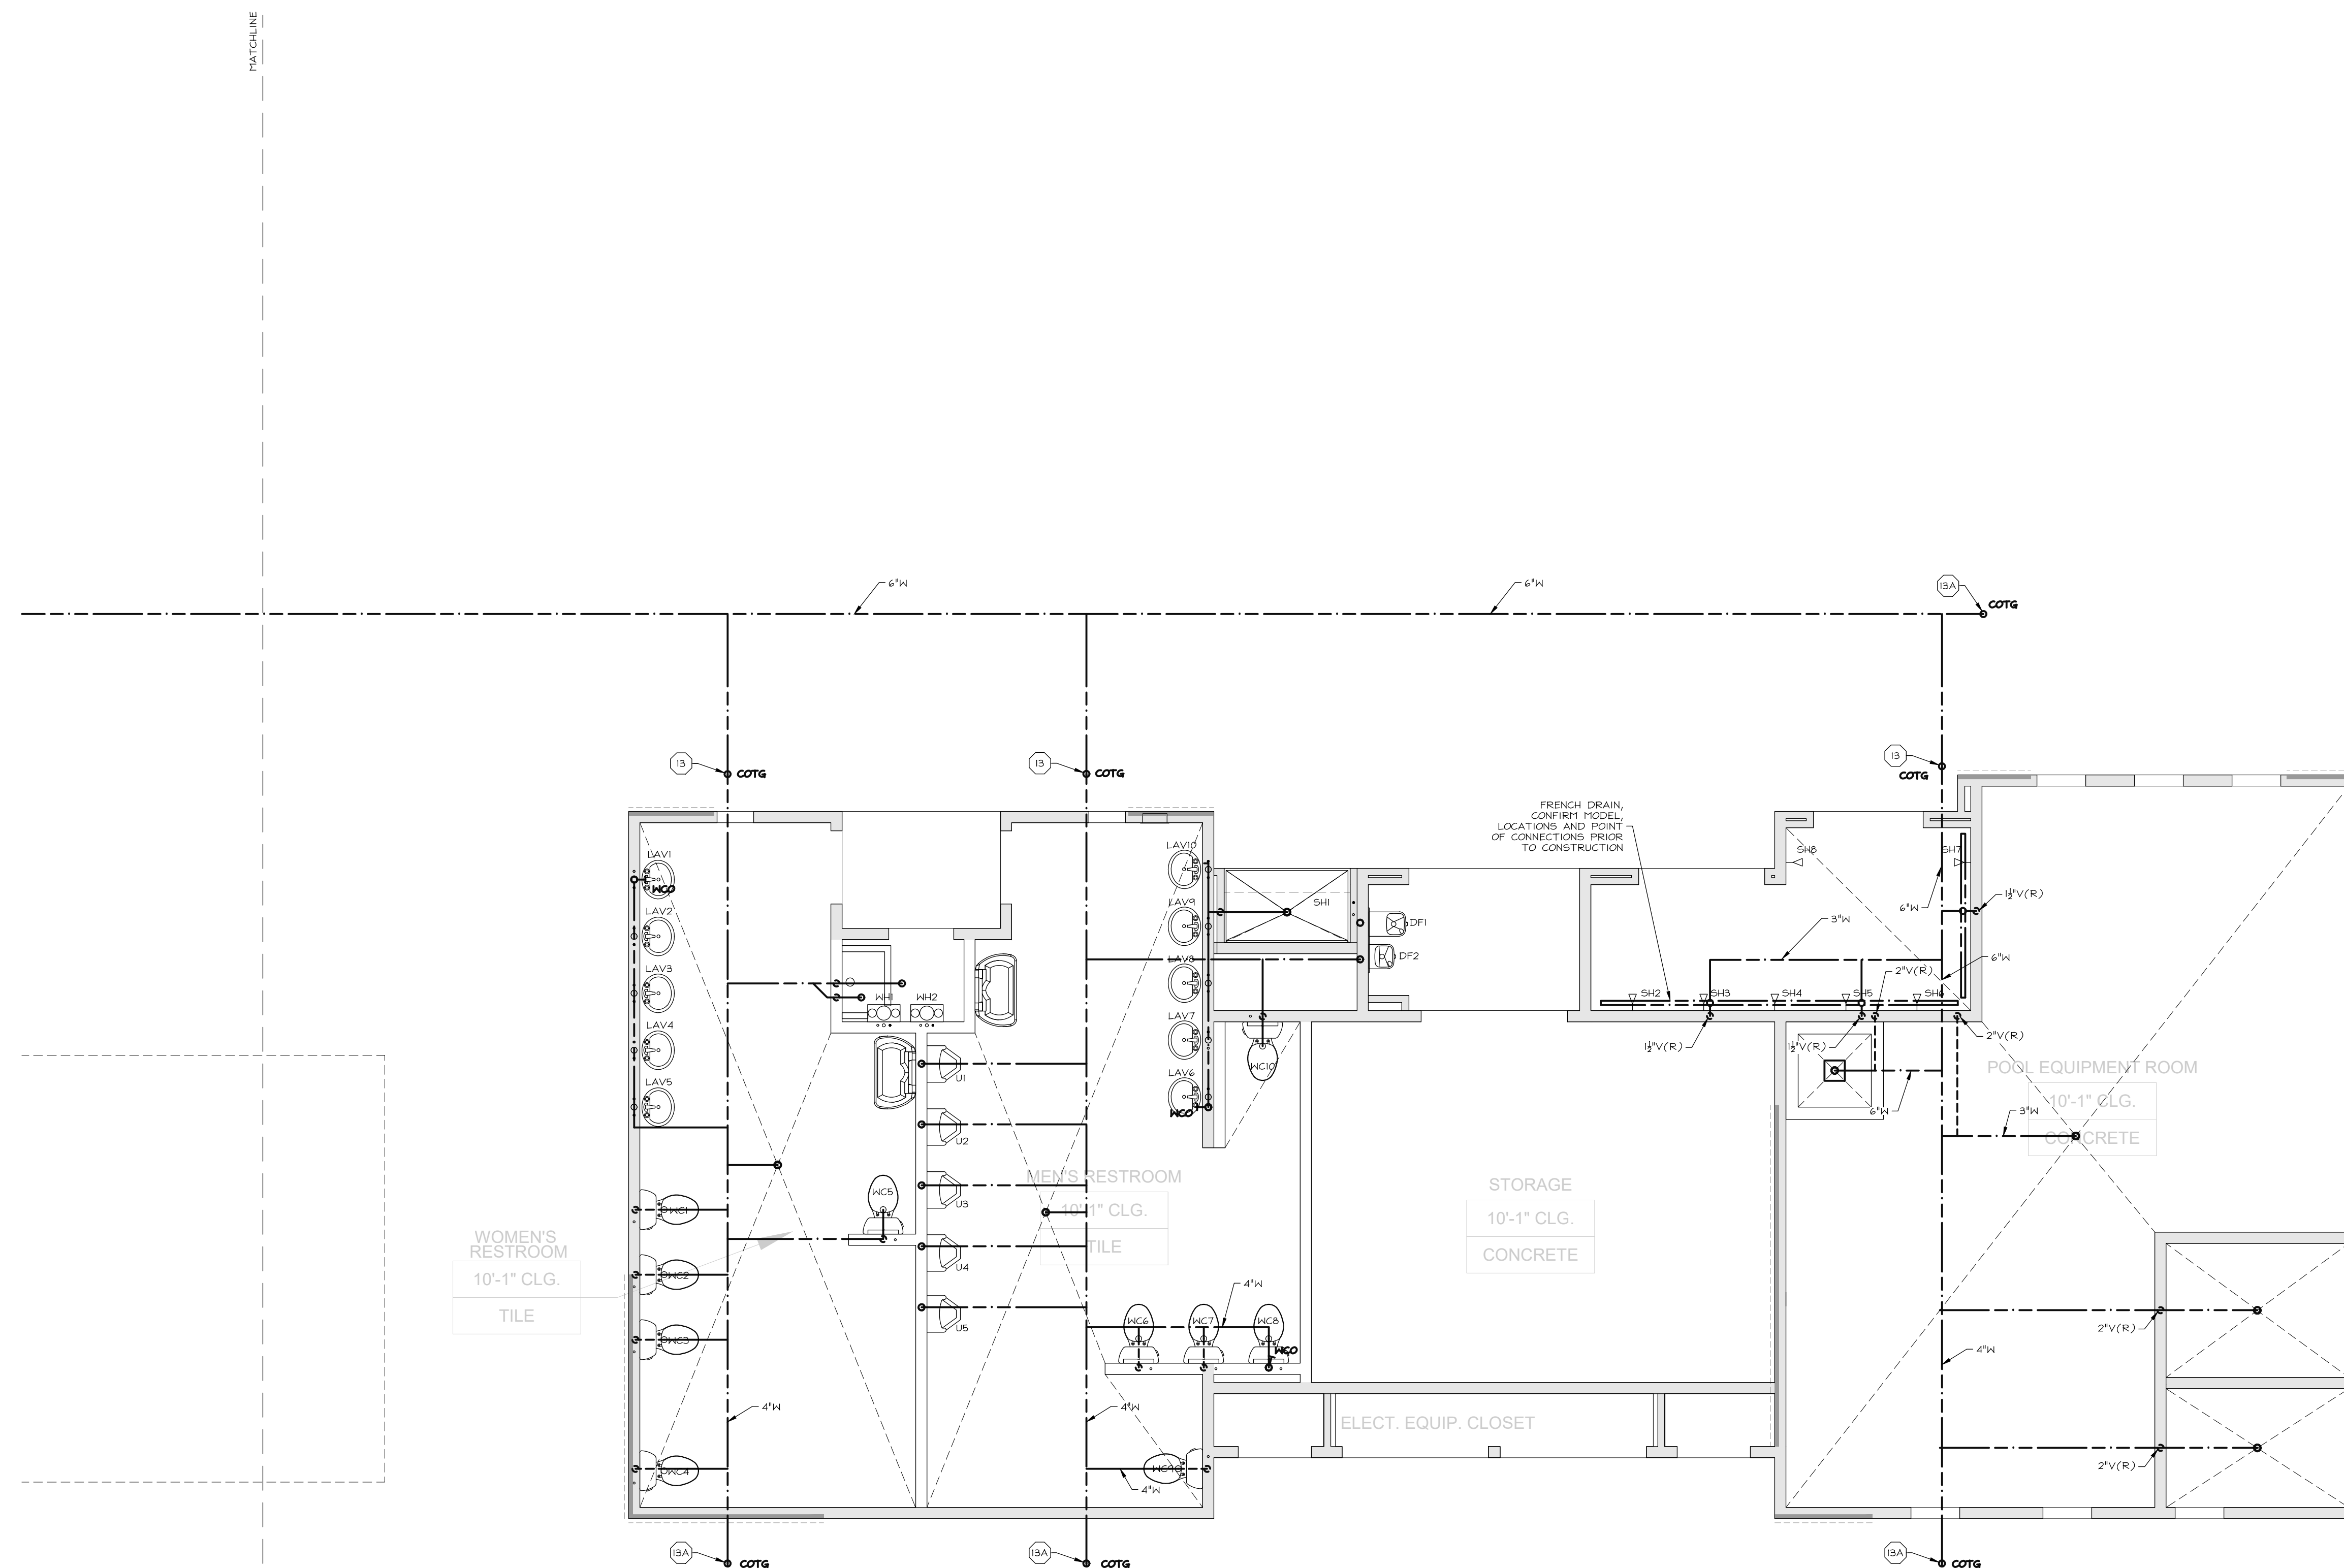 MATCHLINE
6"W
6"W
13A
COTG
13
COTG
13
COTG
13
COTG
FRENCH DRAIN,
CONFIRM MODEL,
LOCATIONS AND POINT
OF CONNECTIONS PRIOR
TO CONSTRUCTION
LAV1
WCO
LAV2
LAV3
LAV4
LAV5
WH1
WH2
LAV10
LAV9
LAV8
LAV7
LAV6
WCO
SH1
DF1
DF2
SH8
SH7
1½"V(R)
6"W
3"W
6"W
2"V(R)
SH2
SH3
SH4
SH5
SH6
2"V(R)
1½"V(R)
1½"V(R)
6"W
3"W
POOL EQUIPMENT ROOM
10'-1" CLG.
CONCRETE
U1
U2
U3
U4
U5
WC10
WC1
WC2
WC3
WC4
WC5
WOMEN'S
RESTROOM
10'-1" CLG.
TILE
MEN'S RESTROOM
10'-1" CLG.
TILE
STORAGE
10'-1" CLG.
CONCRETE
4"W
WC6
WC7
WC8
WCO
2"V(R)
4"W
4"W
4"W
ELECT. EQUIP. CLOSET
WC9
4"W
2"V(R)
13A
COTG
13A
COTG
13A
COTG